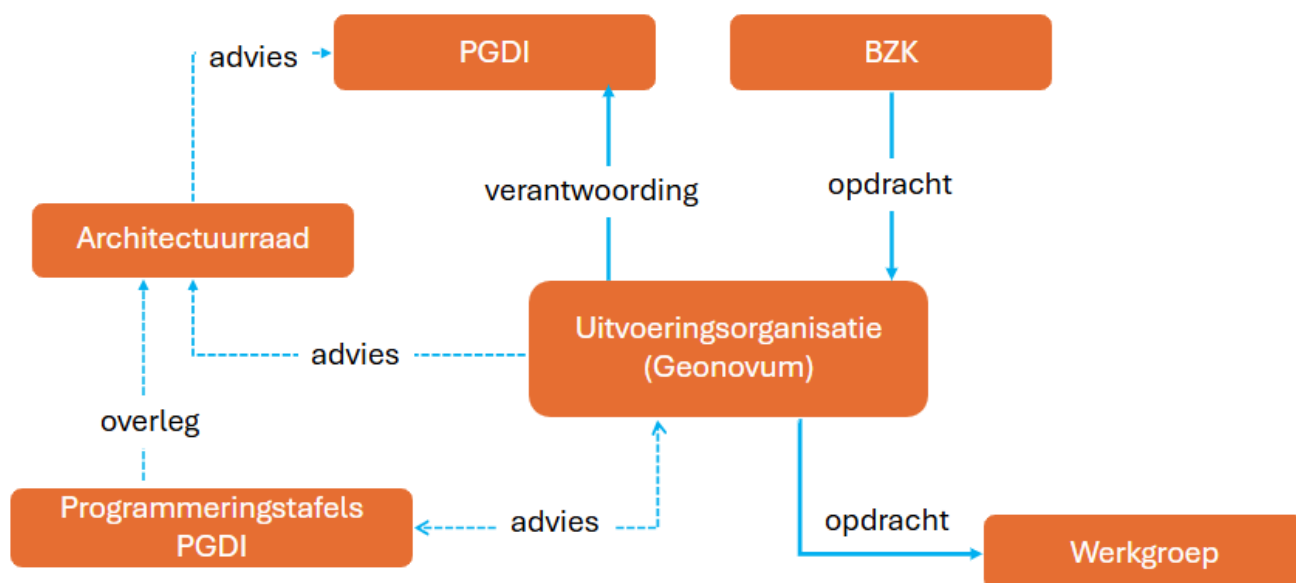 PGDI
BZK
advies
verantwoording
opdracht
Architectuurraad
Uitvoeringsorganisatie
(Geonovum)
advies
overleg
Programmeringstafels
PGDI
advies
opdracht
Werkgroep